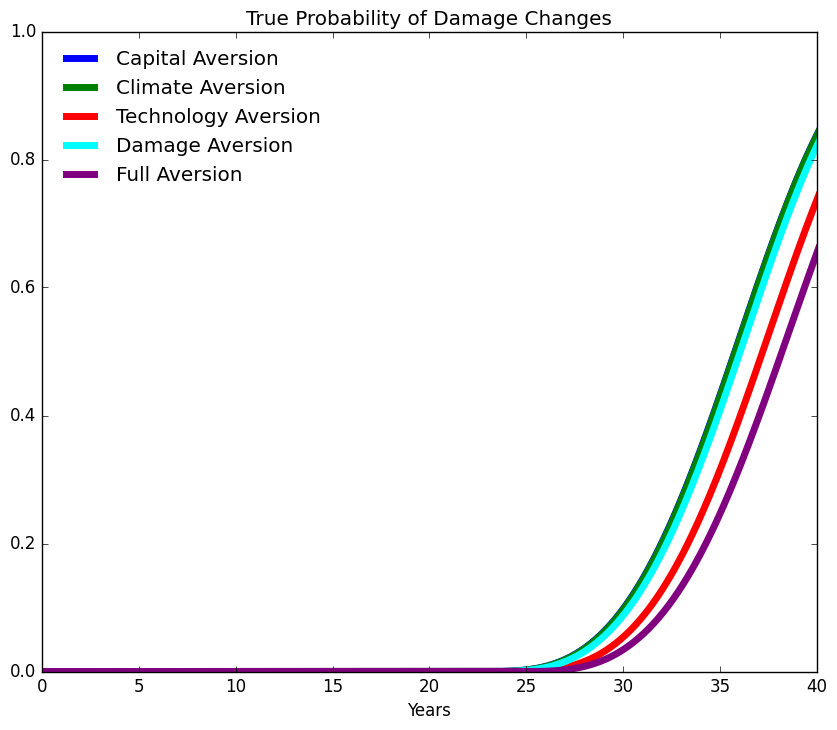 True Probability of Damage Changes
1.0
0.8
0.6
0.4
0.2
0.0
Capital Aversion
Climate Aversion
Technology Aversion
Damage Aversion
Full Aversion
0 5 10 15 20 25 30 35 40
Years